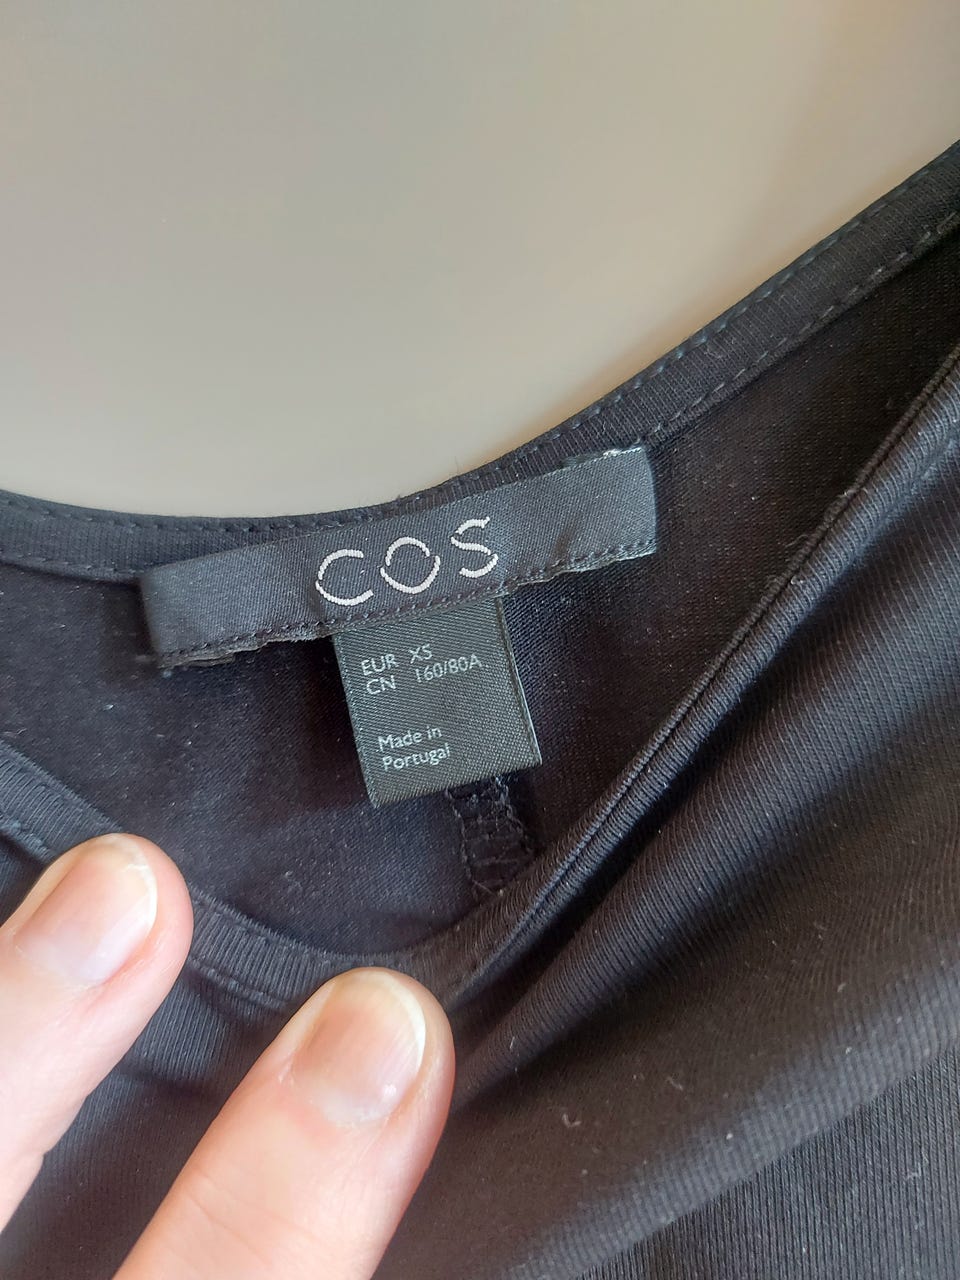 COS
EUR XS
CN 160/80A
Made in
Portugal